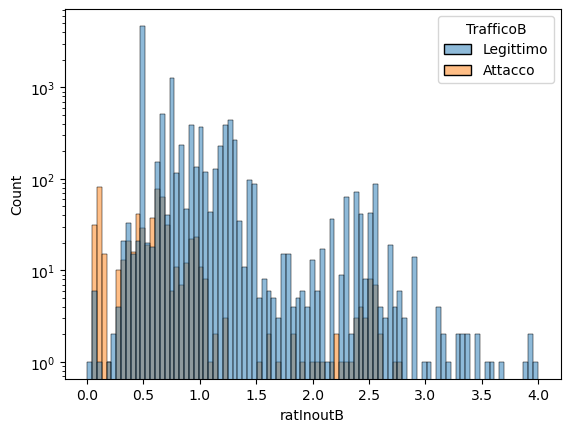 TrafficoB
Legittimo
Attacco
Count
10³
10²
10¹
10⁰
0.0 0.5 1.0 1.5 2.0 2.5 3.0 3.5 4.0
ratInoutB